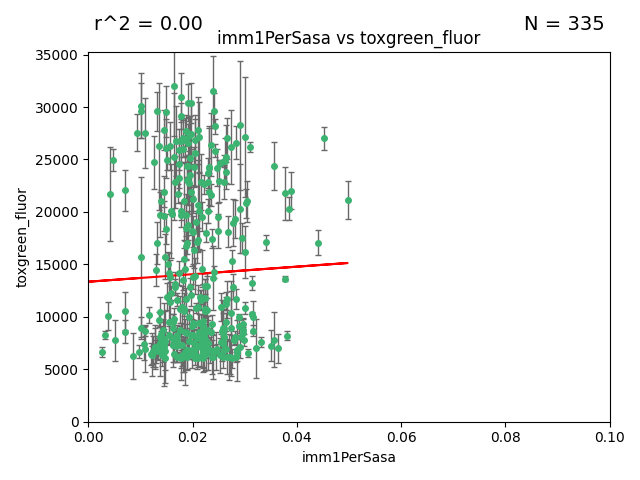 r^2 = 0.00
N = 335
imm1PerSasa vs toxgreen_fluor
35000
30000
25000
20000
15000
10000
5000
0
toxgreen_fluor
0.00
0.02
0.04
0.06
0.08
0.10
imm1PerSasa